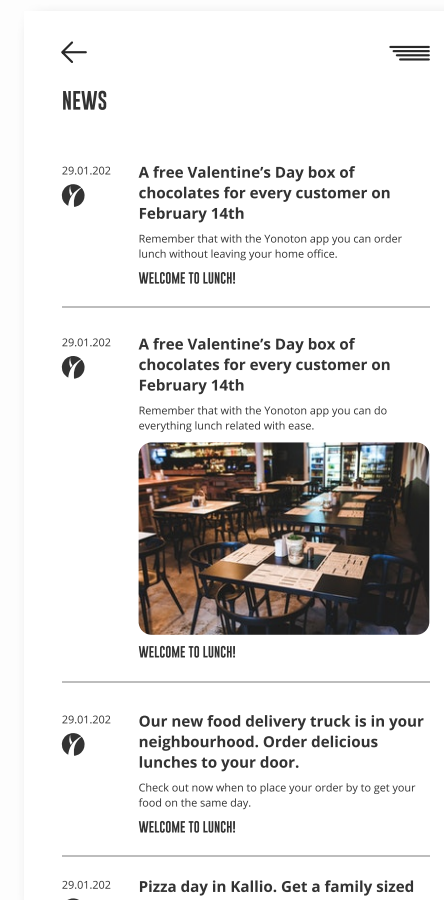 NEWS
29.01.202
A free Valentine’s Day box of
chocolates for every customer on
February 14th
Remember that with the Yonoton app you can order
lunch without leaving your home office.
WELCOME TO LUNCH!
29.01.202
A free Valentine’s Day box of
chocolates for every customer on
February 14th
Remember that with the Yonoton app you can do
everything lunch related with ease.
WELCOME TO LUNCH!
29.01.202
Our new food delivery truck is in your
neighbourhood. Order delicious
lunches to your door.
Check out now when to place your order by to get your
food on the same day.
WELCOME TO LUNCH!
29.01.202
Pizza day in Kallio. Get a family sized